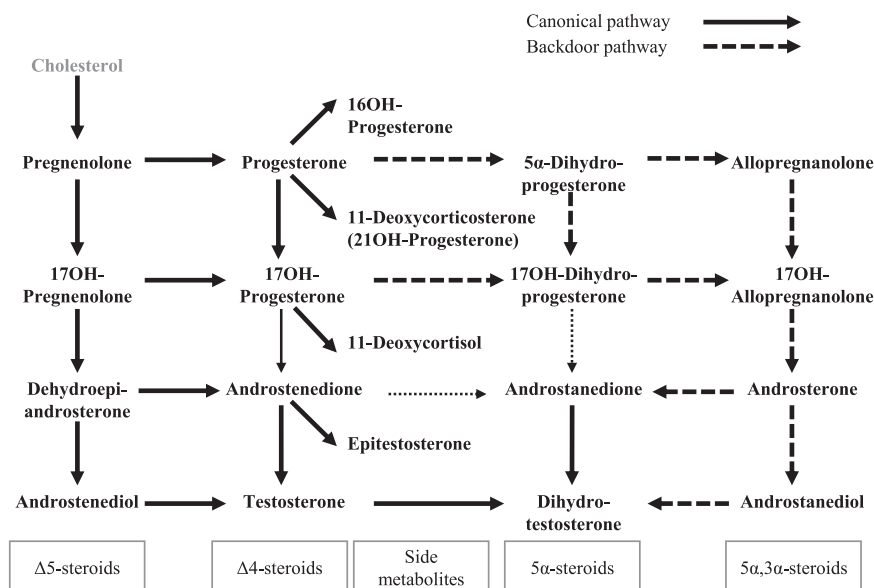 Canonical pathway
Backdoor pathway
Cholesterol
16OH-
Progesterone
Pregnenolone
Progesterone
5α-Dihydro-
progesterone
Allopregnanolone
11-Deoxycorticosterone
(21OH-Progesterone)
17OH-
Pregnenolone
17OH-
Progesterone
17OH-Dihydro-
progesterone
17OH-
Allopregnanolone
11-Deoxycortisol
Dehydroepi-
androsterone
Androstenedione
Androstanedione
Androsterone
Epitestosterone
Androstenediol
Testosterone
Dihydro-
testosterone
Androstanediol
Δ5-steroids
Δ4-steroids
Side
metabolites
5α-steroids
5α,3α-steroids